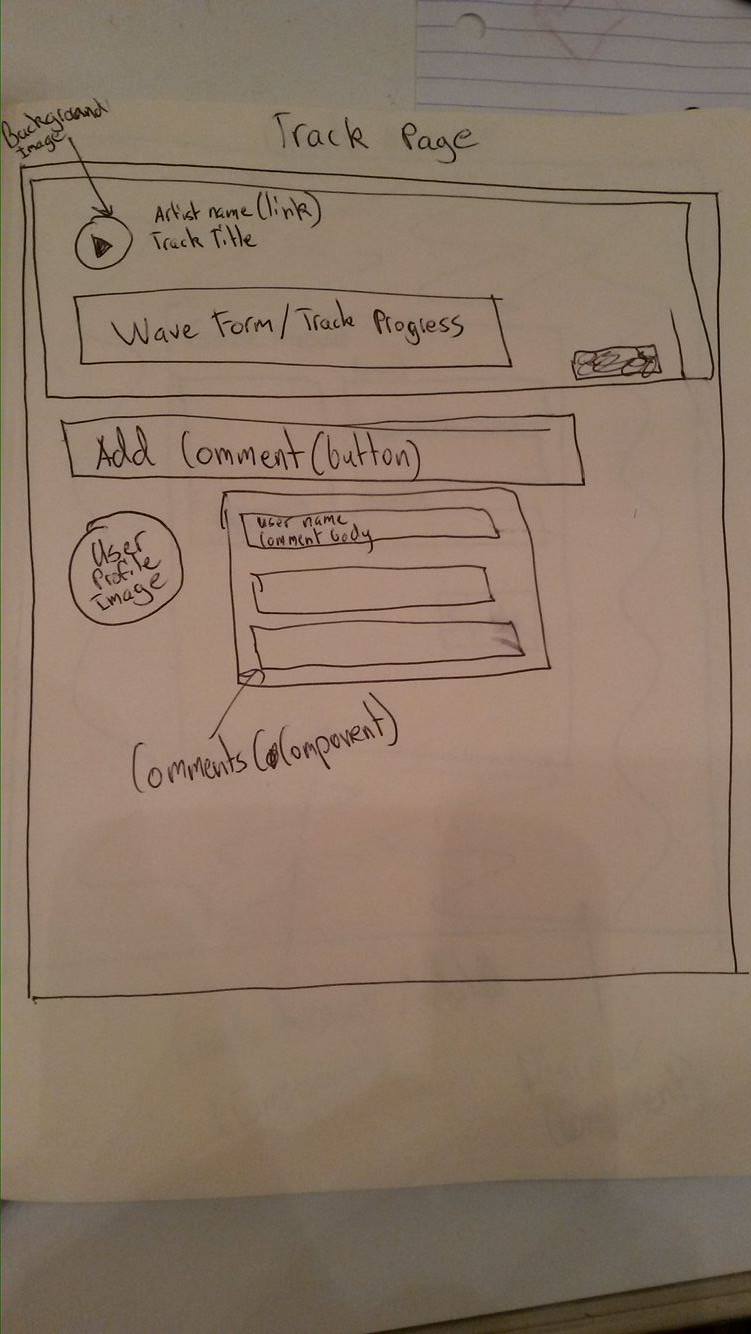 Track Page
Background
Image
Artist name (link)
Track Title
Wave Form/Track Progress
Add Comment (button)
User
Profile
Image
user name
Comment body
Comments (Component)